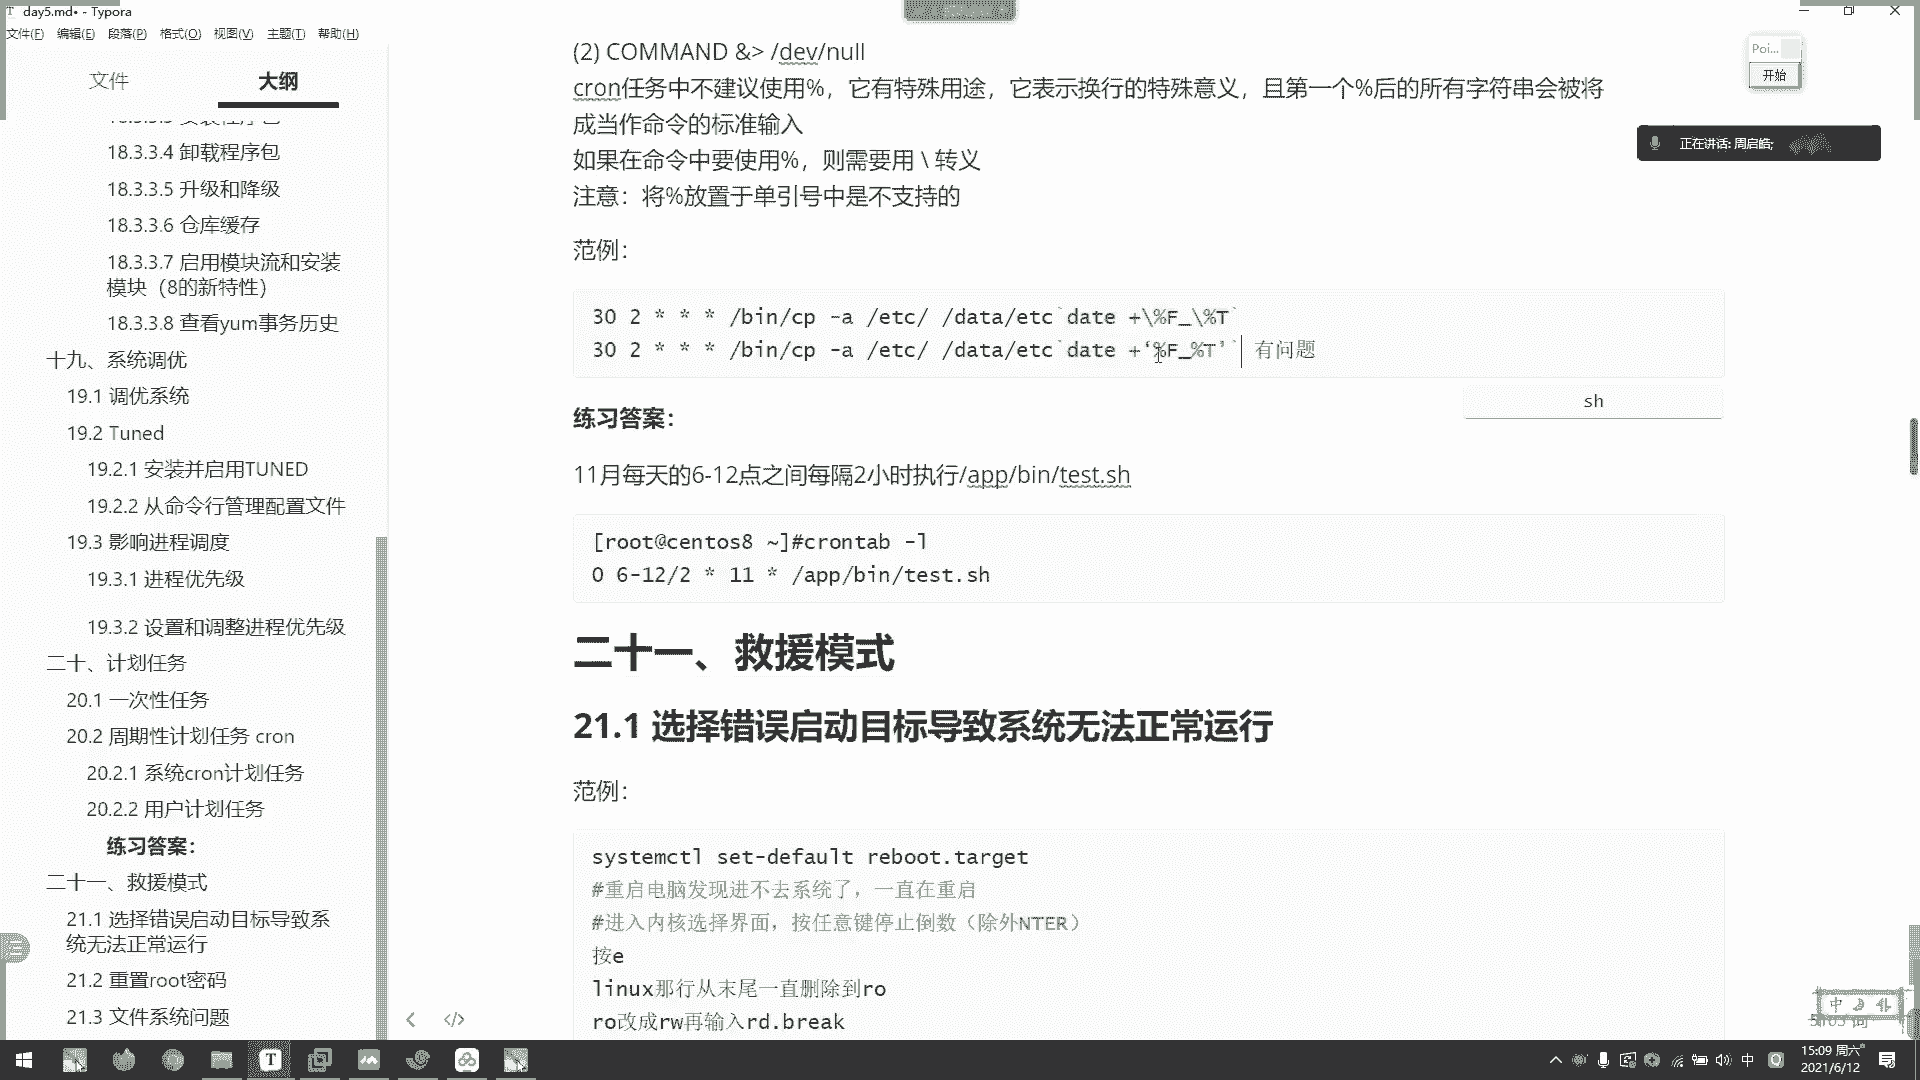 day5.md• - Typora
文件(F) 编辑(E) 段落(P) 格式(O) 视图(V) 主题(T) 帮助(H)
文件 大纲
18.3.3.4 卸载程序包
18.3.3.5 升级和降级
18.3.3.6 仓库缓存
18.3.3.7 启用模块流和安装
模块（8的新特性）
18.3.3.8 查看yum事务历史
十九、系统调优
19.1 调优系统
19.2 Tuned
19.2.1 安装并启用TUNED
19.2.2 从命令行管理配置文件
19.3 影响进程调度
19.3.1 进程优先级
19.3.2 设置和调整进程优先级
二十、计划任务
20.1 一次性任务
20.2 周期性计划任务 cron
20.2.1 系统cron计划任务
20.2.2 用户计划任务
练习答案：
二十一、救援模式
21.1 选择错误启动目标导致系
统无法正常运行
21.2 重置root密码
21.3 文件系统问题
(2) COMMAND &> /dev/null
cron任务中不建议使用%，它有特殊用途，它表示换行的特殊意义，且第一个%后的所有字符串会被将
成当作命令的标准输入
如果在命令中要使用%，则需要用 \ 转义
注意：将%放置于单引号中是不支持的
范例：
30 2 * * * /bin/cp -a /etc/ /data/etc`date +\%F_\%T`
30 2 * * * /bin/cp -a /etc/ /data/etc`date +‘%F_%T’` 有问题
sh
练习答案：
11月每天的6-12点之间每隔2小时执行/app/bin/test.sh
[root@centos8 ~]#crontab -l
0 6-12/2 * 11 * /app/bin/test.sh
二十一、救援模式
21.1 选择错误启动目标导致系统无法正常运行
范例：
systemctl set-default reboot.target
#重启电脑发现进不去系统了，一直在重启
#进入内核选择界面，按任意键停止倒数（除外NTER）
按e
linux那行从末尾一直删除到ro
ro改成rw再输入rd.break
Poi...
开始
正在讲话: 周启皓;
中
15:09 周六
2021/6/12